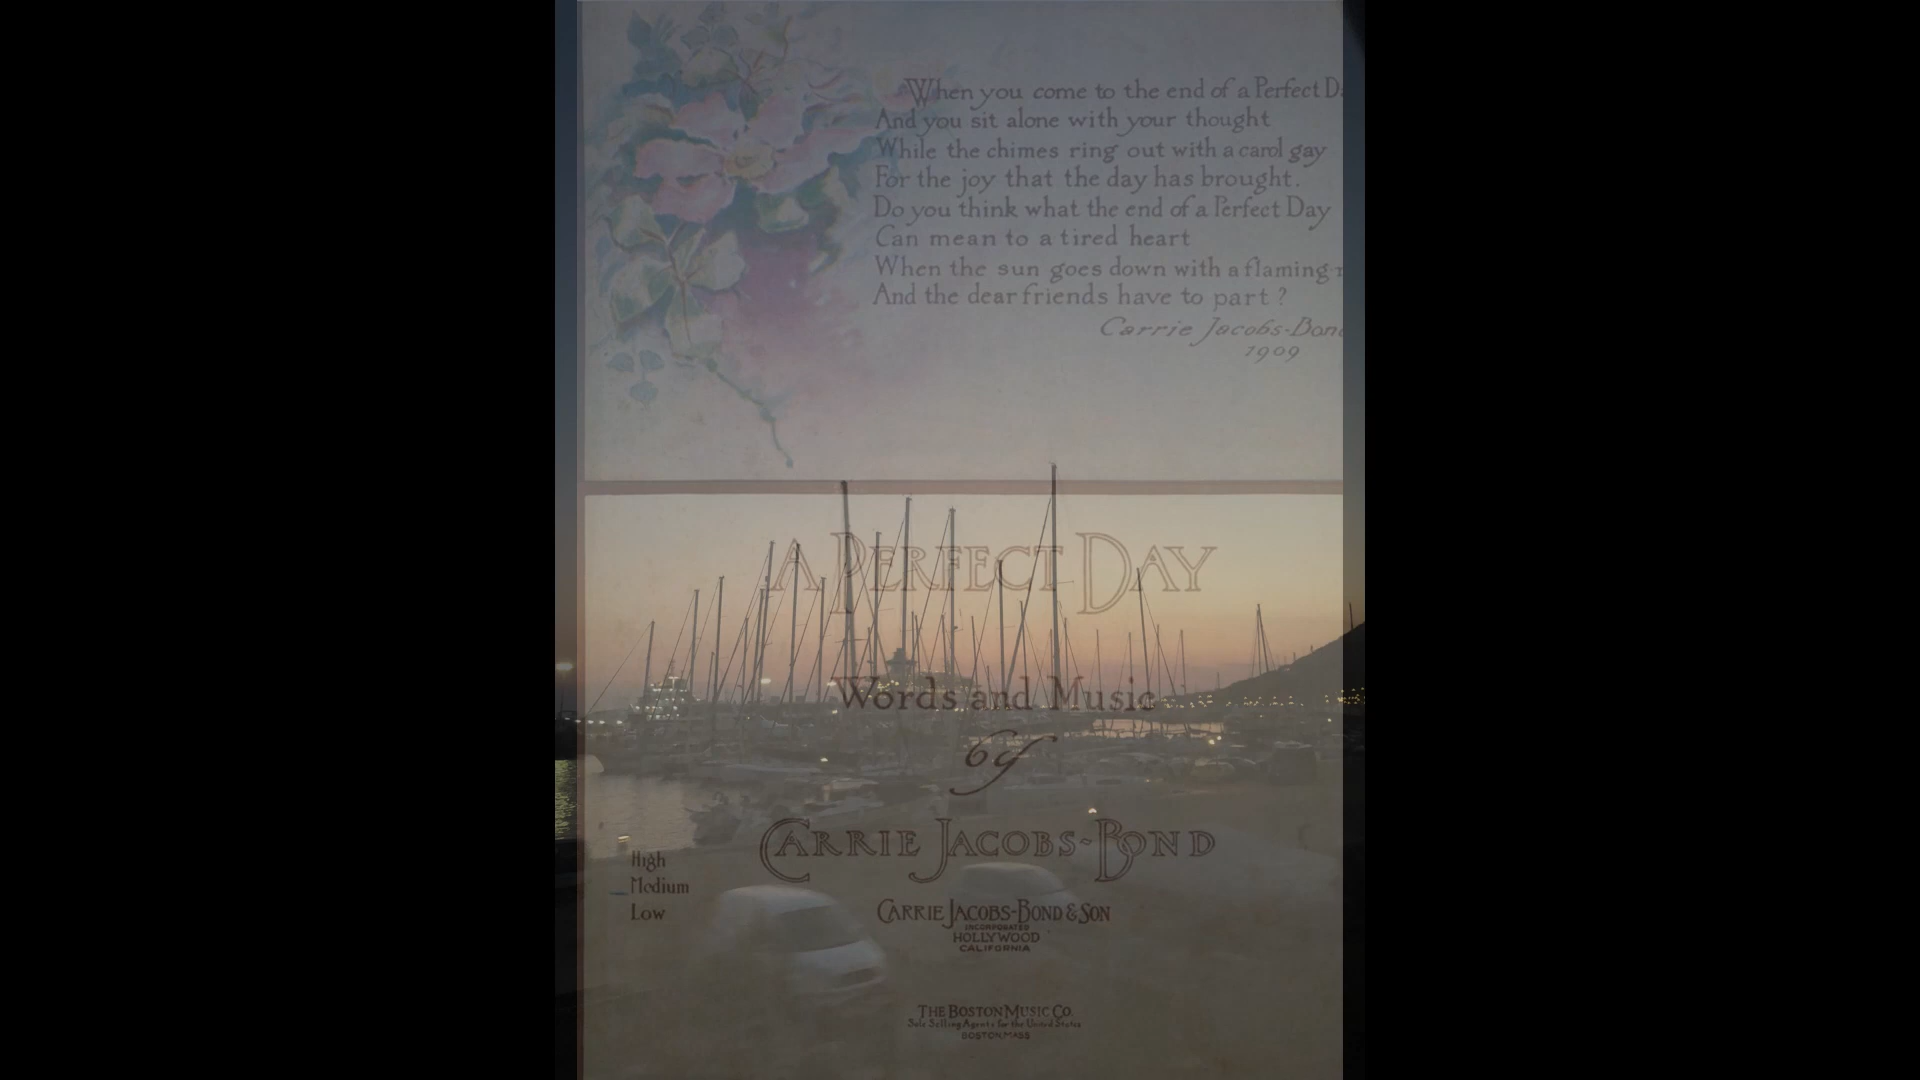 When you come to the end of a Perfect D
And you sit alone with your thought
While the chimes ring out with a carol gay
For the joy that the day has brought.
Do you think what the end of a Perfect Day
Can mean to a tired heart
When the sun goes down with a flaming r
And the dear friends have to part?
Carrie Jacobs-Bon
1909
A PERFECT DAY
Words and Music
by
CARRIE JACOBS-BOND
High
Medium
Low
CARRIE JACOBS-BOND & SON
INCORPORATED
HOLLYWOOD
CALIFORNIA
THE BOSTON MUSIC CO.
Sole Selling Agents for the United States
BOSTON, MASS